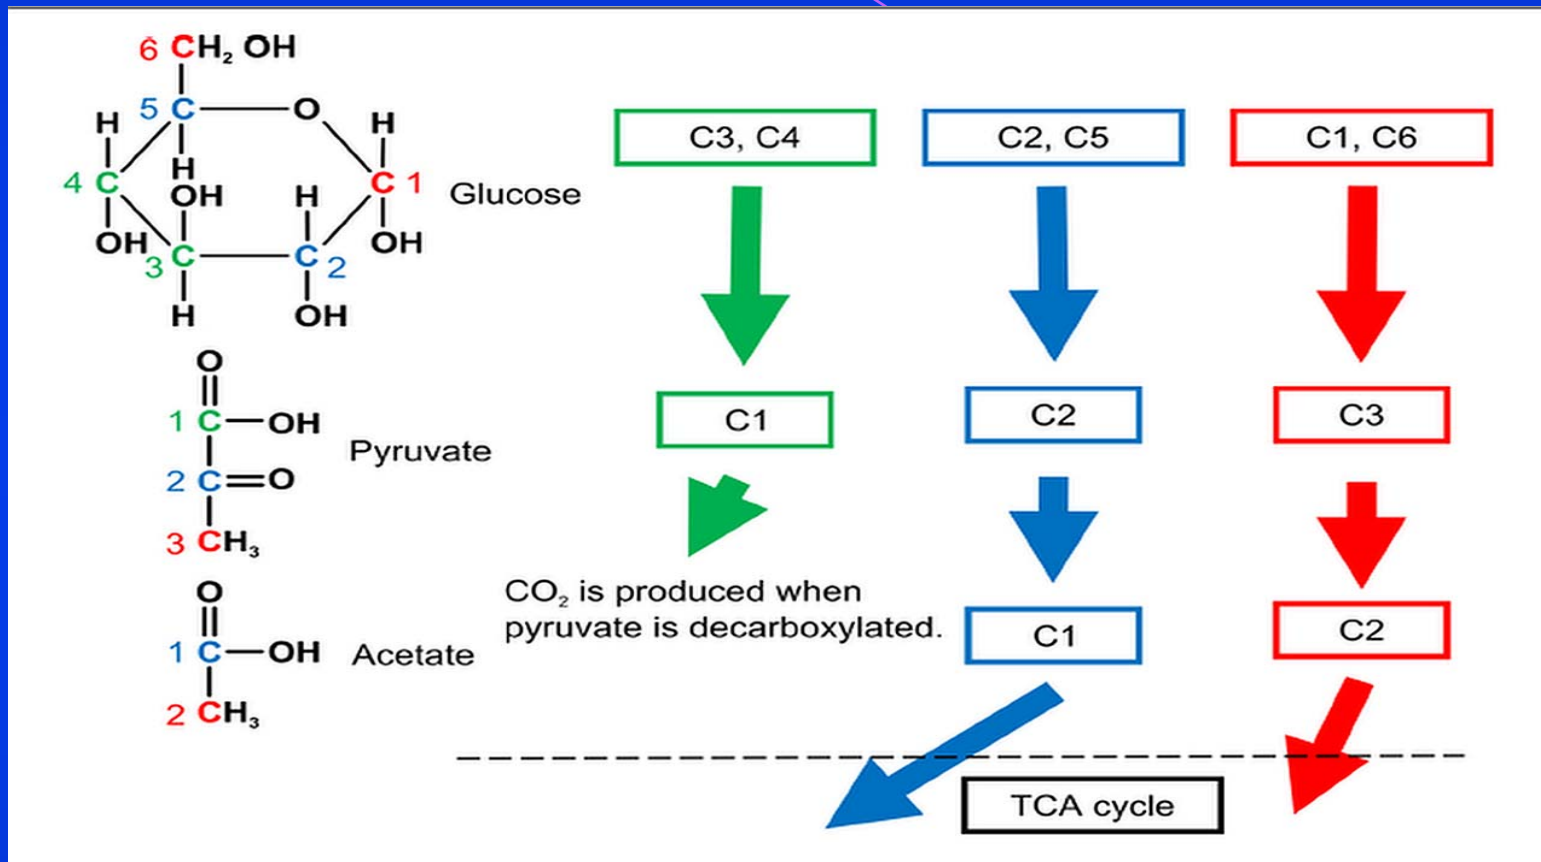 6 CH₂ OH
5 C O
H H
H
4 C C 1
OH H
Glucose
OH OH
3 C C 2
H OH
O
1 C OH
Pyruvate
2 C O
3 CH₃
O
1 C OH
Acetate
2 CH₃
C3, C4
C2, C5
C1, C6
C1
C2
C3
CO₂ is produced when
pyruvate is decarboxylated.
C1
C2
TCA cycle